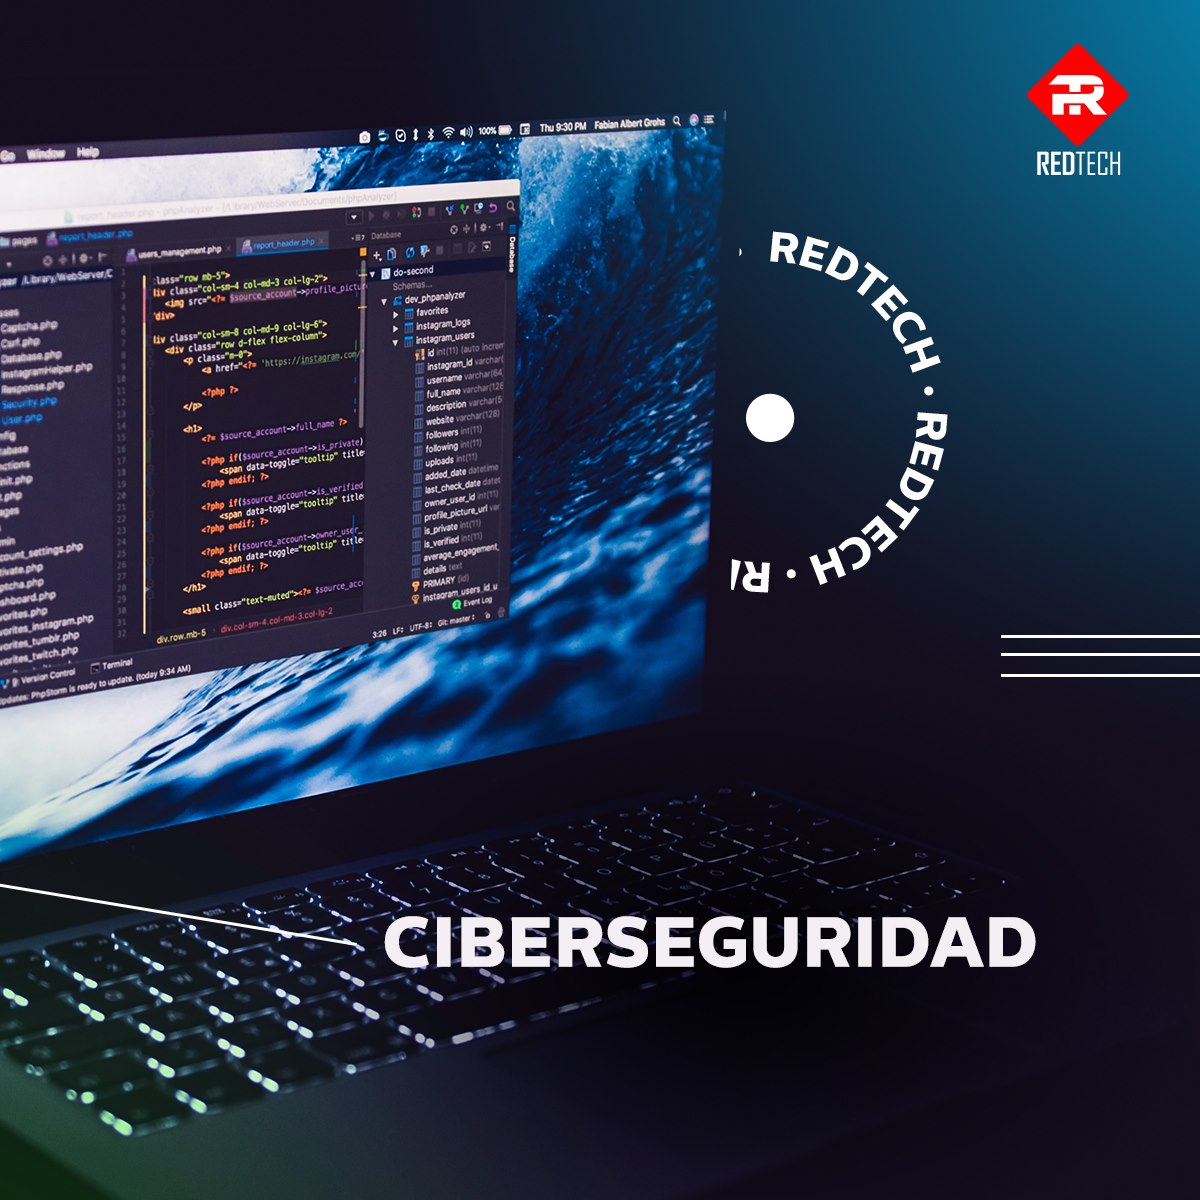 REDTECH
Thu 9:30 PM Fabian Albert Grohs
100%
Go Window Help
report_header.php - phpAnalyzer - [/Library/WebServer/Documents/phpAnalyzer]
pages report_header.php
users_management.php report_header.php
Database
Database
do-second
Schemas...
dev_phpanalyzer
favorites
instagram_logs
instagram_users
id int(11) (auto increm
instagram_id varchar(
username varchar(64
full_name varchar(128
description varchar(5
website varchar(128)
followers int(11)
following int(11)
uploads int(11)
added_date datetime
last_check_date datet
owner_user_id int(11)
profile_picture_url var
is_private int(11)
is_verified int(11)
average_engagement_
details text
PRIMARY (id)
instagram_users_id_u
Event Log
/Library/WebServer/D
Captcha.php
Csrf.php
Database.php
InstagramHelper.php
Response.php
Security.php
User.php
count_settings.php
vorites.php
vorites_instagram.php
vorites_tumblr.php
vorites_twitch.php
lass="row mb-5">
iv class="col-sm-4 col-md-3 col-lg-2">
<img src="<?= $source_account->profile_pictur
div>
iv class="col-sm-8 col-md-9 col-lg-6">
<div class="row d-flex flex-column">
<p class="m-0">
<a href="<?= 'https://instagram.com/
<?php ?>
</p>
<h1>
<?= $source_account->full_name ?>
<?php if($source_account->is_private)
<span data-toggle="tooltip" title=
<?php endif; ?>
<?php if($source_account->is_verified
<span data-toggle="tooltip" title=
<?php endif; ?>
<?php if($source_account->owner_user_
<span data-toggle="tooltip" title=
<?php endif; ?>
</h1>
<small class="text-muted"><?= $source_acc
div.row.mb-5 div.col-sm-4.col-md-3.col-lg-2
3:26 LF÷ UTF-8÷ Git: master÷
9: Version Control Terminal
Updates: PhpStorm is ready to update. (today 9:34 AM)
REDTECH · REDTECH · REDTECH · RE
CIBERSEGURIDAD